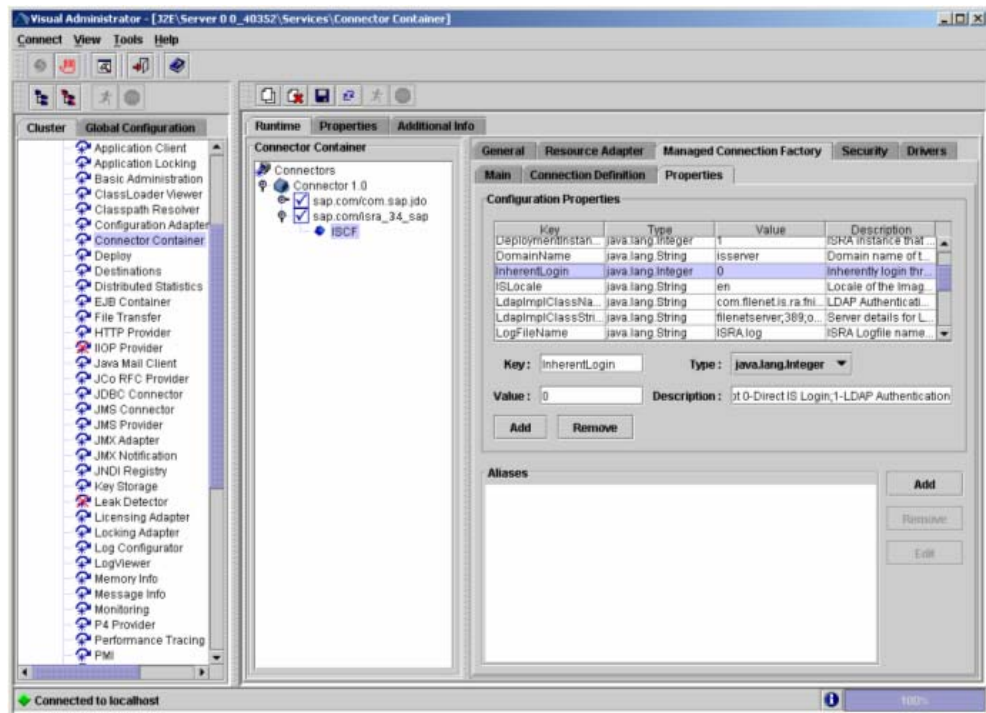 Visual Administrator - [J2E\Server 0 0_40352\Services\Connector Container]
Connect View Tools Help
Cluster Global Configuration
Application Client
Application Locking
Basic Administration
ClassLoader Viewer
Classpath Resolver
Configuration Adapter
Connector Container
Deploy
Destinations
Distributed Statistics
EJB Container
File Transfer
HTTP Provider
IIOP Provider
Java Mail Client
JCo RFC Provider
JDBC Connector
JMS Connector
JMS Provider
JMX Adapter
JMX Notification
JNDI Registry
Key Storage
Leak Detector
Licensing Adapter
Locking Adapter
Log Configurator
LogViewer
Memory Info
Message Info
Monitoring
P4 Provider
Performance Tracing
PMI
Runtime Properties Additional Info
Connector Container
Connectors
Connector 1.0
sap.com/com.sap.jdo
sap.com/isra_34_sap
ISCF
General Resource Adapter Managed Connection Factory Security Drivers
Main Connection Definition Properties
Configuration Properties
Key Type Value Description
DeploymentInstan... java.lang.Integer 1 ISRA instance that ...
DomainName java.lang.String isserver Domain name of t...
InherentLogin java.lang.Integer 0 Inherently login thr...
ISLocale java.lang.String en Locale of the Imag...
LdapImplClassNa... java.lang.String com.filenet.is.ra.fni... LDAP Authenticati...
LdapImplClassStri... java.lang.String filenetserver;389;o... Server details for L...
LogFileName java.lang.String ISRA.log ISRA Logfile name...
Key: InherentLogin Type: java.lang.Integer
Value: 0 Description: pt 0-Direct IS Login;1-LDAP Authentication
Add Remove
Aliases
Add
Remove
Edit
Connected to localhost 100%